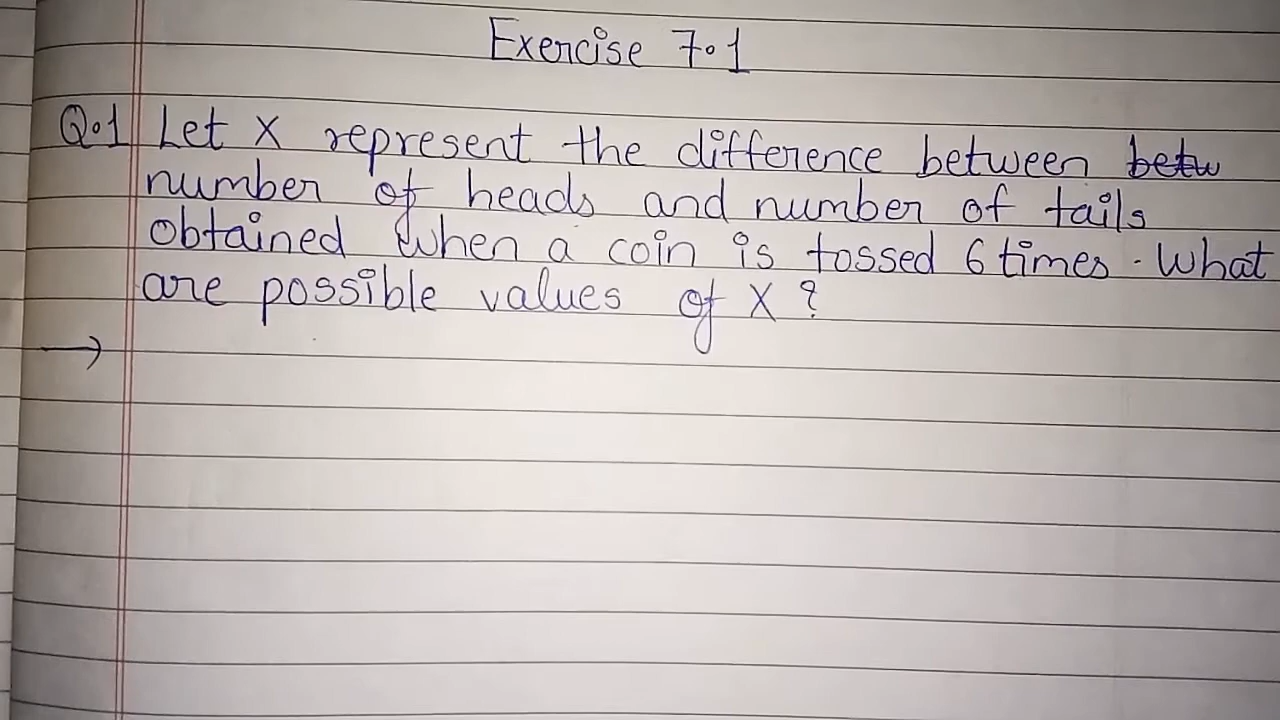 Exercise 7.1
Q.1 Let X represent the difference between betw
number of heads and number of tails
obtained when a coin is tossed 6 times. What
are possible values of X?
→